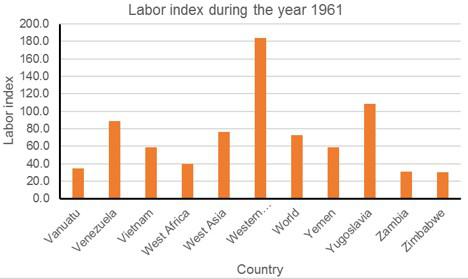 Labor index during the year 1961
Labor index
200.0
180.0
160.0
140.0
120.0
100.0
80.0
60.0
40.0
20.0
0.0
Vanuatu
Venezuela
Vietnam
West Africa
West Asia
Western...
World
Yemen
Yugoslavia
Zambia
Zimbabwe
Country